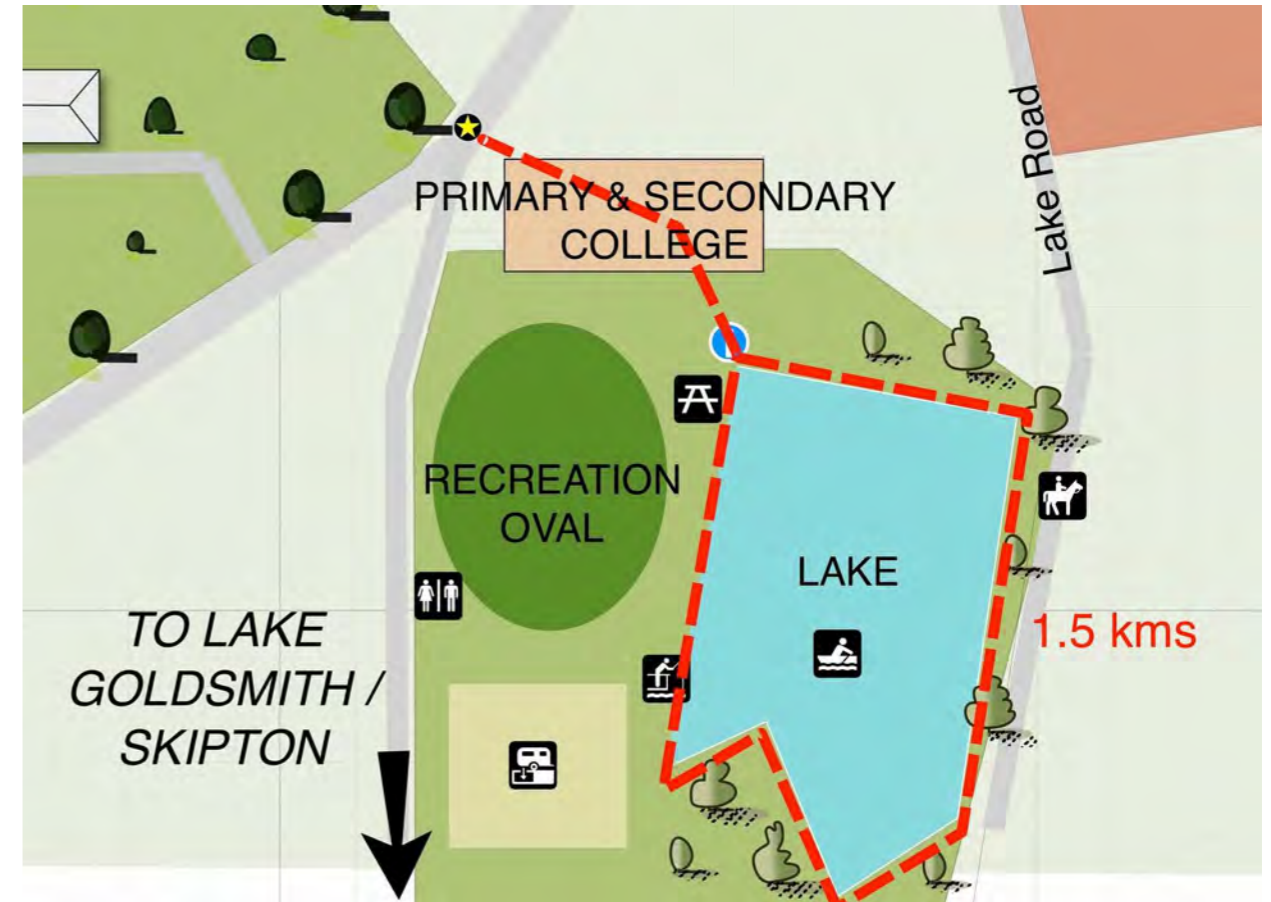 PRIMARY & SECONDARY
COLLEGE
Lake Road
RECREATION
OVAL
LAKE
1.5 kms
TO LAKE
GOLDSMITH /
SKIPTON